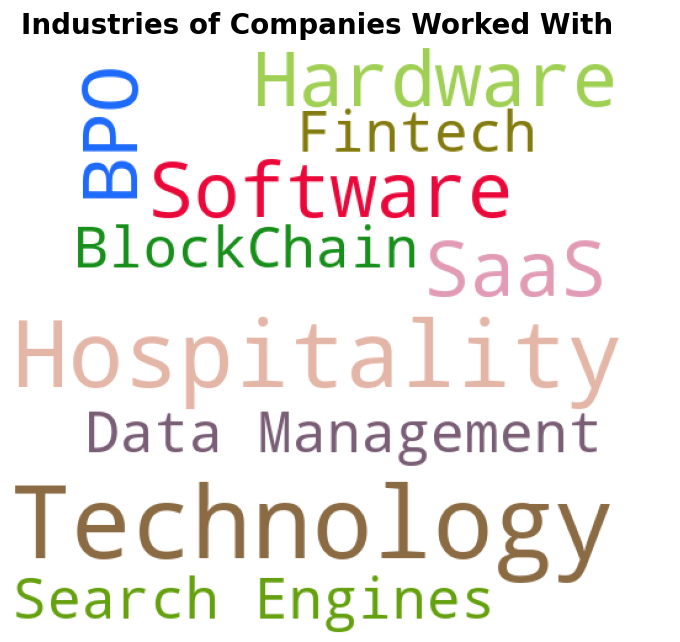 Industries of Companies Worked With
BPO
Hardware
Fintech
Software
BlockChain
SaaS
Hospitality
Data Management
Technology
Search Engines